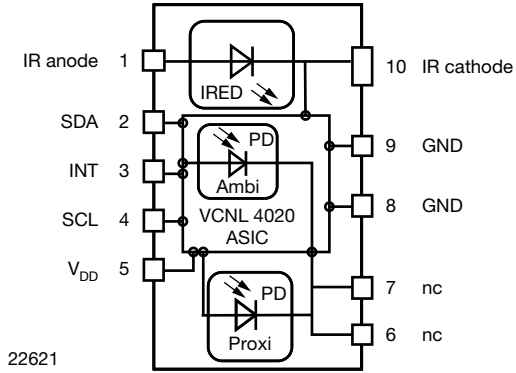 IR anode 1
10 IR cathode
IRED
SDA 2
PD
9 GND
INT 3
Ambi
SCL 4
VCNL 4020
8 GND
ASIC
VDD 5
PD
7 nc
Proxi
6 nc
22621